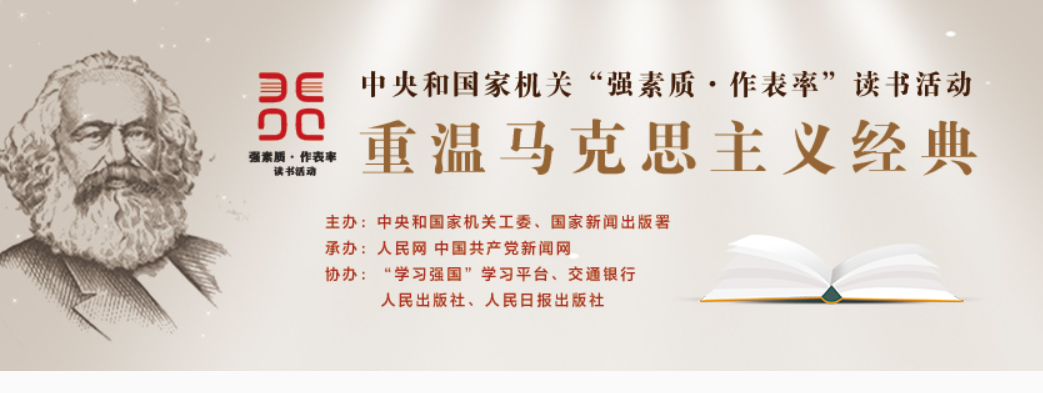 中央和国家机关“强素质·作表率”读书活动
重温马克思主义经典
强素质·作表率
读书活动
主办：中央和国家机关工委、国家新闻出版署
承办：人民网 中国共产党新闻网
协办：“学习强国”学习平台、交通银行
人民出版社、人民日报出版社